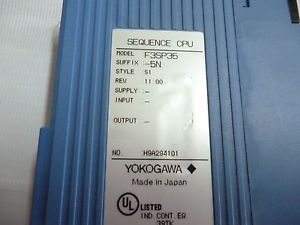 SEQUENCE CPU
MODEL F3SP35
SUFFIX -5N
STYLE S1
REV. 11:00
SUPPLY -
INPUT -
OUTPUT -
NO. H9A294101
YOKOGAWA
Made in Japan
UL LISTED
IND.CONT.EQ
39TK